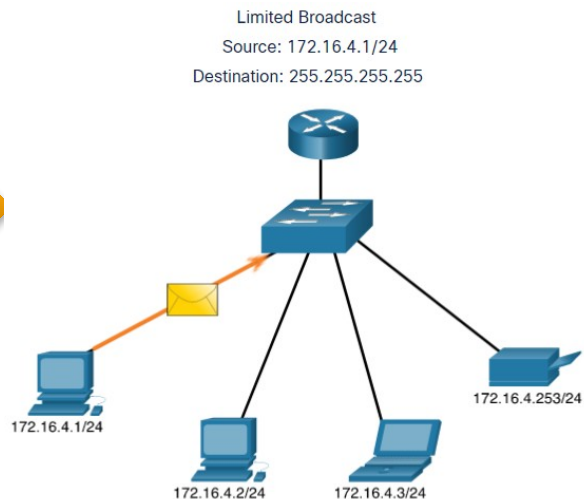 Limited Broadcast
Source: 172.16.4.1/24
Destination: 255.255.255.255
172.16.4.253/24
172.16.4.1/24
172.16.4.2/24
172.16.4.3/24